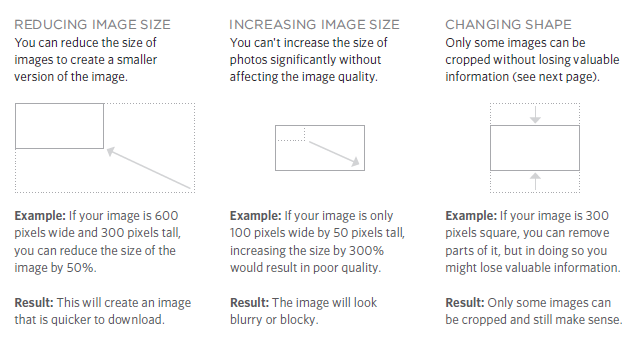 REDUCING IMAGE SIZE
You can reduce the size of
images to create a smaller
version of the image.
Example: If your image is 600
pixels wide and 300 pixels tall,
you can reduce the size of the
image by 50%.
Result: This will create an image
that is quicker to download.
INCREASING IMAGE SIZE
You can't increase the size of
photos significantly without
affecting the image quality.
Example: If your image is only
100 pixels wide by 50 pixels tall,
increasing the size by 300%
would result in poor quality.
Result: The image will look
blurry or blocky.
CHANGING SHAPE
Only some images can be
cropped without losing valuable
information (see next page).
Example: If your image is 300
pixels square, you can remove
parts of it, but in doing so you
might lose valuable information.
Result: Only some images can
be cropped and still make sense.